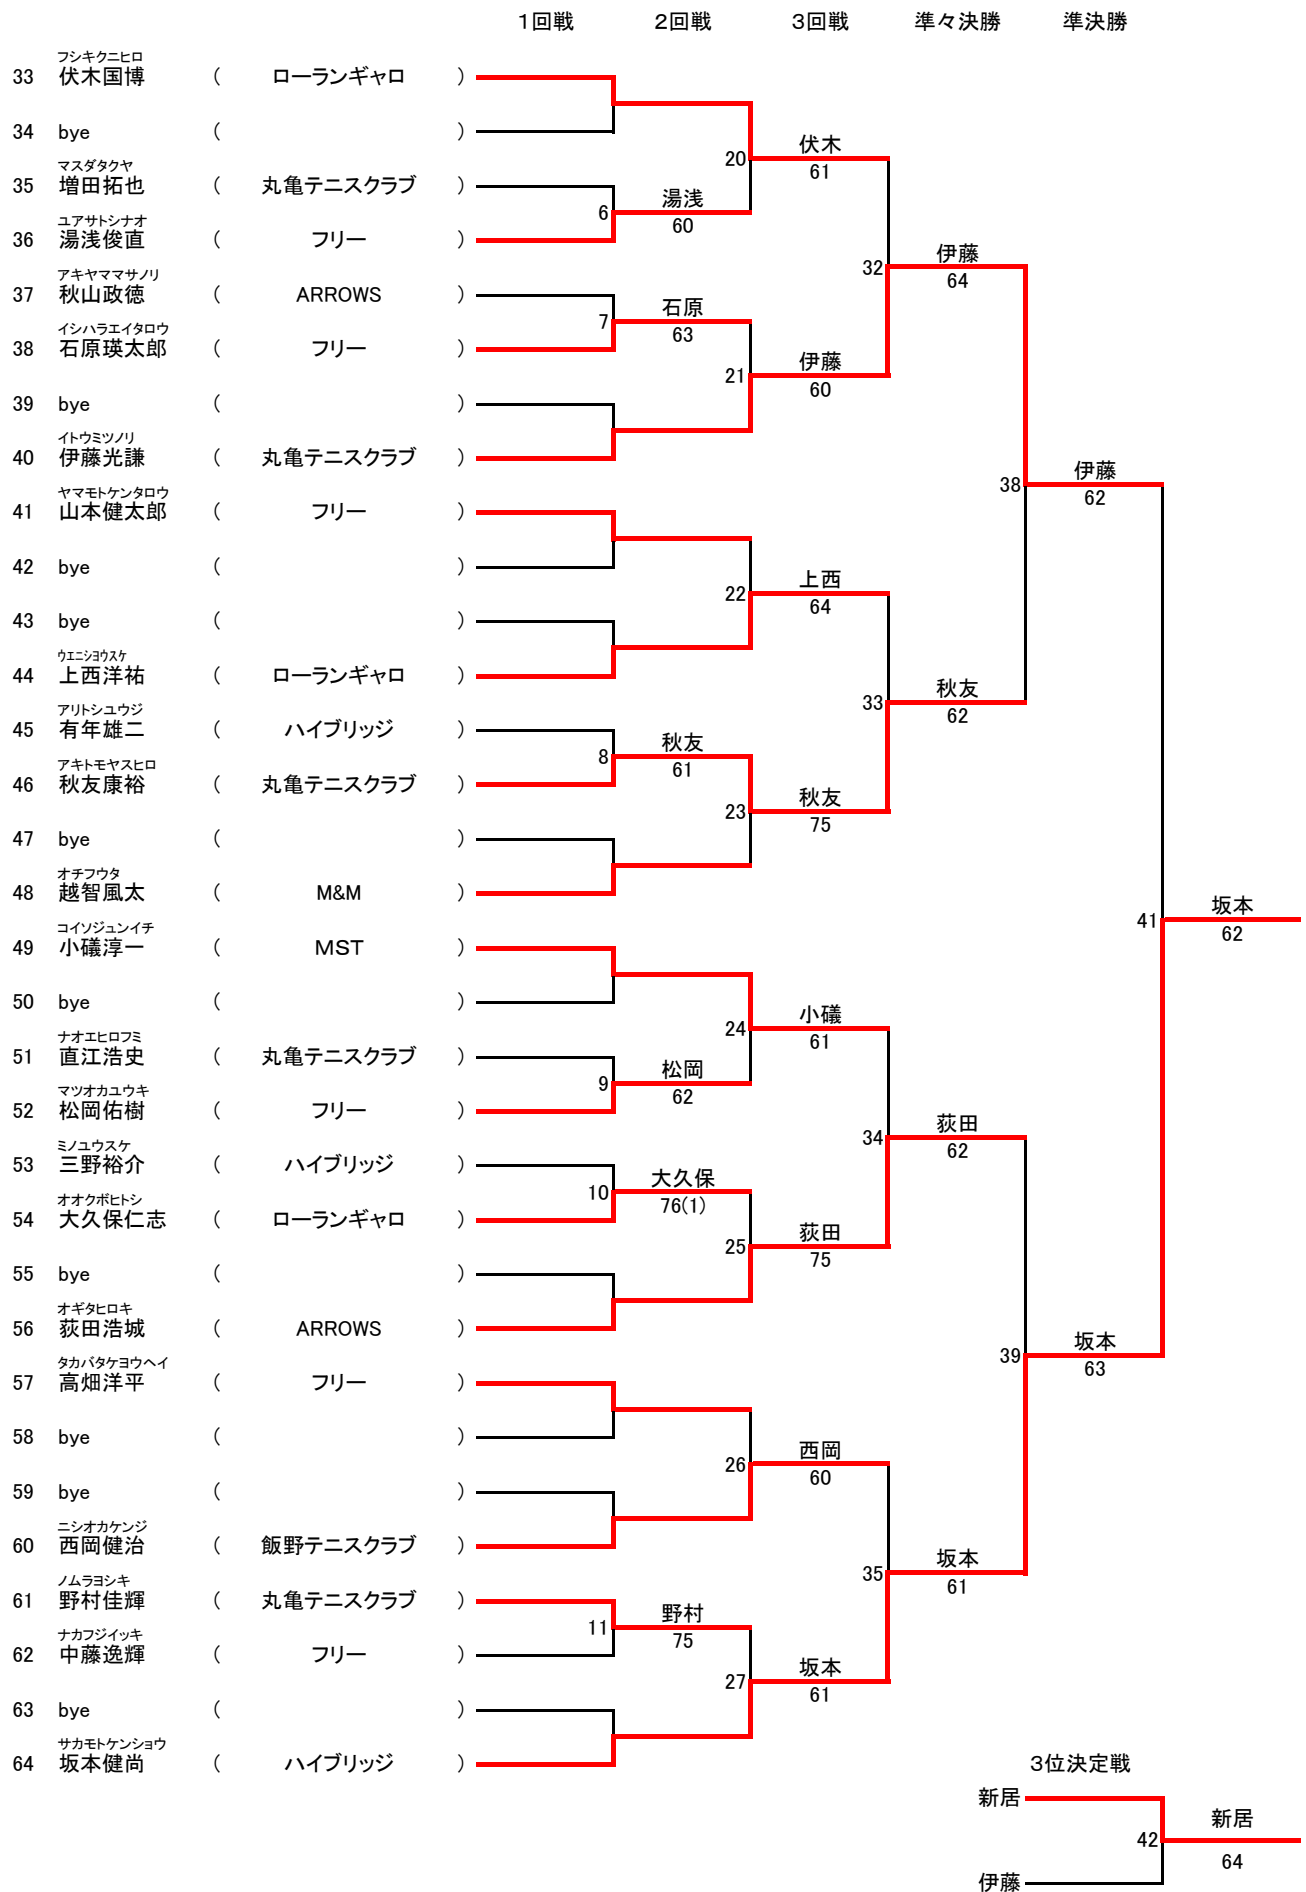 1回戦 2回戦 3回戦 準々決勝 準決勝
フシキクニヒロ
33 伏木国博 ( ローランギャロ )
34 bye ( )
20 伏木
61
マスダタクヤ
35 増田拓也 ( 丸亀テニスクラブ )
6 湯浅
60
ユアサトシナオ
36 湯浅俊直 ( フリー )
32 伊藤
64
アキヤママサノリ
37 秋山政徳 ( ARROWS )
7 石原
63
イシハラエイタロウ
38 石原瑛太郎 ( フリー )
21 伊藤
60
39 bye ( )
イトウミツノリ
40 伊藤光謙 ( 丸亀テニスクラブ )
38 伊藤
62
ヤマモトケンタロウ
41 山本健太郎 ( フリー )
42 bye ( )
22 上西
64
43 bye ( )
ウエニシヨウスケ
44 上西洋祐 ( ローランギャロ )
33 秋友
62
アリトシユウジ
45 有年雄二 ( ハイブリッジ )
8 秋友
61
アキトモヤスヒロ
46 秋友康裕 ( 丸亀テニスクラブ )
23 秋友
75
47 bye ( )
オチフウタ
48 越智風太 ( M&M )
41 坂本
62
コイソジュンイチ
49 小礒淳一 ( MST )
50 bye ( )
24 小礒
61
ナオエヒロフミ
51 直江浩史 ( 丸亀テニスクラブ )
9 松岡
62
マツオカユウキ
52 松岡佑樹 ( フリー )
34 荻田
62
ミノユウスケ
53 三野裕介 ( ハイブリッジ )
10 大久保
76(1)
オオクボヒトシ
54 大久保仁志 ( ローランギャロ )
25 荻田
75
55 bye ( )
オギタヒロキ
56 荻田浩城 ( ARROWS )
39 坂本
63
タカバタケヨウヘイ
57 高畑洋平 ( フリー )
58 bye ( )
26 西岡
60
59 bye ( )
ニシオカケンジ
60 西岡健治 ( 飯野テニスクラブ )
35 坂本
61
ノムラヨシキ
61 野村佳輝 ( 丸亀テニスクラブ )
11 野村
75
ナカフジイッキ
62 中藤逸輝 ( フリー )
27 坂本
61
63 bye ( )
サカモトケンショウ
64 坂本健尚 ( ハイブリッジ )
3位決定戦
新居
42 新居
64
伊藤